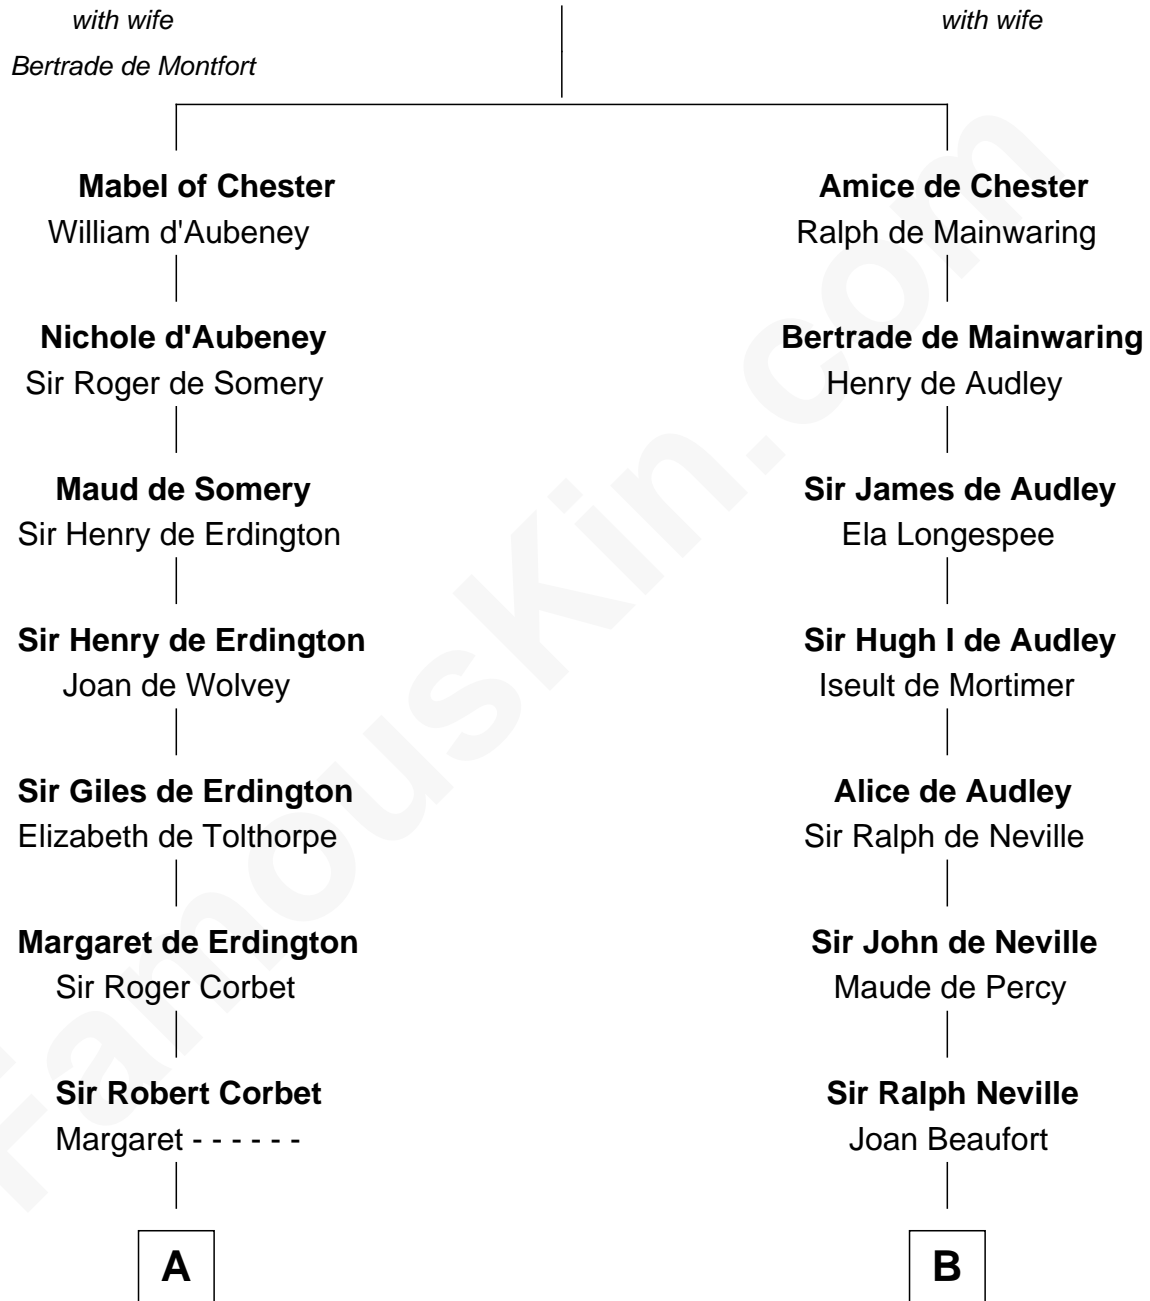 with wife
with wife
Bertrade de Montfort
Mabel of Chester
William d'Aubeney
Amice de Chester
Ralph de Mainwaring
Nichole d'Aubeney
Sir Roger de Somery
Bertrade de Mainwaring
Henry de Audley
Maud de Somery
Sir Henry de Erdington
Sir James de Audley
Ela Longespee
Sir Henry de Erdington
Joan de Wolvey
Sir Hugh I de Audley
Iseult de Mortimer
Sir Giles de Erdington
Elizabeth de Tolthorpe
Alice de Audley
Sir Ralph de Neville
Margaret de Erdington
Sir Roger Corbet
Sir John de Neville
Maude de Percy
Sir Robert Corbet
Margaret - - - - - -
Sir Ralph Neville
Joan Beaufort
A
B
FamousKin.com